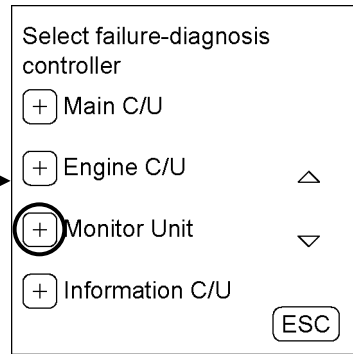 Select failure-diagnosis
controller
+ Main C/U
+ Engine C/U
+ Monitor Unit
+ Information C/U
ESC